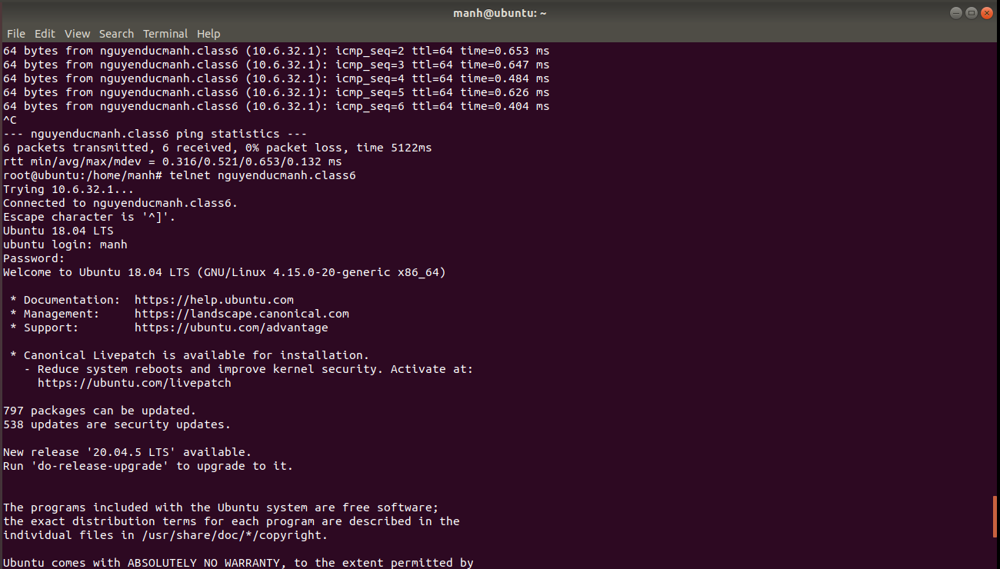 manh@ubuntu: ~
File Edit View Search Terminal Help
64 bytes from nguyenducmanh.class6 (10.6.32.1): icmp_seq=2 ttl=64 time=0.653 ms
64 bytes from nguyenducmanh.class6 (10.6.32.1): icmp_seq=3 ttl=64 time=0.647 ms
64 bytes from nguyenducmanh.class6 (10.6.32.1): icmp_seq=4 ttl=64 time=0.484 ms
64 bytes from nguyenducmanh.class6 (10.6.32.1): icmp_seq=5 ttl=64 time=0.626 ms
64 bytes from nguyenducmanh.class6 (10.6.32.1): icmp_seq=6 ttl=64 time=0.404 ms
^C
--- nguyenducmanh.class6 ping statistics ---
6 packets transmitted, 6 received, 0% packet loss, time 5122ms
rtt min/avg/max/mdev = 0.316/0.521/0.653/0.132 ms
root@ubuntu:/home/manh# telnet nguyenducmanh.class6
Trying 10.6.32.1...
Connected to nguyenducmanh.class6.
Escape character is '^]'.
Ubuntu 18.04 LTS
ubuntu login: manh
Password:
Welcome to Ubuntu 18.04 LTS (GNU/Linux 4.15.0-20-generic x86_64)
* Documentation:  https://help.ubuntu.com
* Management:     https://landscape.canonical.com
* Support:        https://ubuntu.com/advantage
* Canonical Livepatch is available for installation.
- Reduce system reboots and improve kernel security. Activate at:
https://ubuntu.com/livepatch
797 packages can be updated.
538 updates are security updates.
New release '20.04.5 LTS' available.
Run 'do-release-upgrade' to upgrade to it.
The programs included with the Ubuntu system are free software;
the exact distribution terms for each program are described in the
individual files in /usr/share/doc/*/copyright.
Ubuntu comes with ABSOLUTELY NO WARRANTY, to the extent permitted by